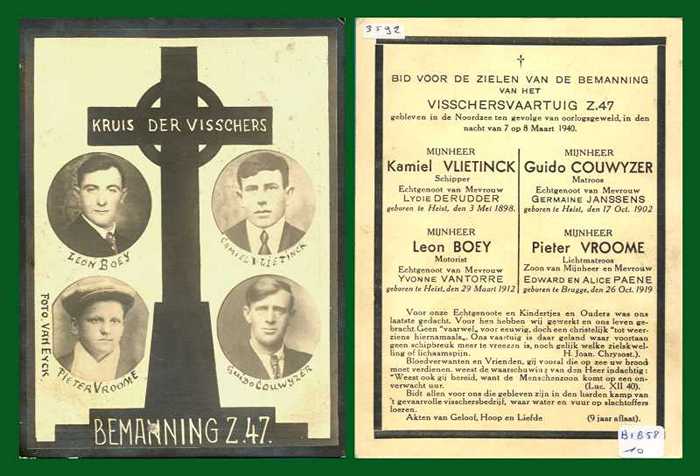 KRUIS DER VISSCHERS
LEON BOEY
CAMIEL VLIETINCK
FOTO VAN EYCK.
PIETER VROOME
GUIDO COUWYZER
BEMANNING Z.47.
3592
BID VOOR DE ZIELEN VAN DE BEMANNING
VAN HET
VISSCHERSVAARTUIG Z.47
gebleven in de Noordzee ten gevolge van oorlogsgeweld, in den
nacht van 7 op 8 Maart 1940.
MIJNHEER
Kamiel VLIETINCK
Schipper
Echtgenoot van Mevrouw
LYDIE DERUDDER
geboren te Heist, den 3 Mei 1898.
MIJNHEER
Guido COUWYZER
Matroos
Echtgenoot van Mevrouw
GERMAINE JANSSENS
geboren te Heist, den 17 Oct. 1902
MIJNHEER
Leon BOEY
Motorist
Echtgenoot van Mevrouw
YVONNE VANTORRE
geboren te Heist, den 29 Maart 1912
MIJNHEER
Pieter VROOME
Lichtmatroos
Zoon van Mijnheer en Mevrouw
EDWARD EN ALICE PAENE
geboren te Brugge, den 26 Oct. 1919
Voor onze Echtgenoote en Kindertjes en Ouders was ons
laatste gedacht. Voor hen hebben wij gewerkt en ons leven ge-
bracht. Geen "vaarwel„ voor eeuwig, doch een christelijk "tot weer-
ziens hiernamaals„. Ons vaartuig is daar geland waar voortaan
geen schipbreuk meer te vreezen is, noch gelijk welke zielskwel-
ling of lichaamspijn. H. Joan. Chrysost.).
Bloedverwanten en Vrienden, gij vooral die op zee uw brood
moet verdienen, weest de waarschuwing van den Heer indachtig:
"Weest ook gij bereid, want de Menschenzoon komt op een on-
verwacht uur. (Luc. XII 40).
Bidt allen voor ons die gebleven zijn in den harden kamp van
't gevaarvolle visschersbedrijf, waar water en vuur op slachtoffers
loeren.
Akten van Geloof, Hoop en Liefde (9 jaar aflaat).
B1B58
10